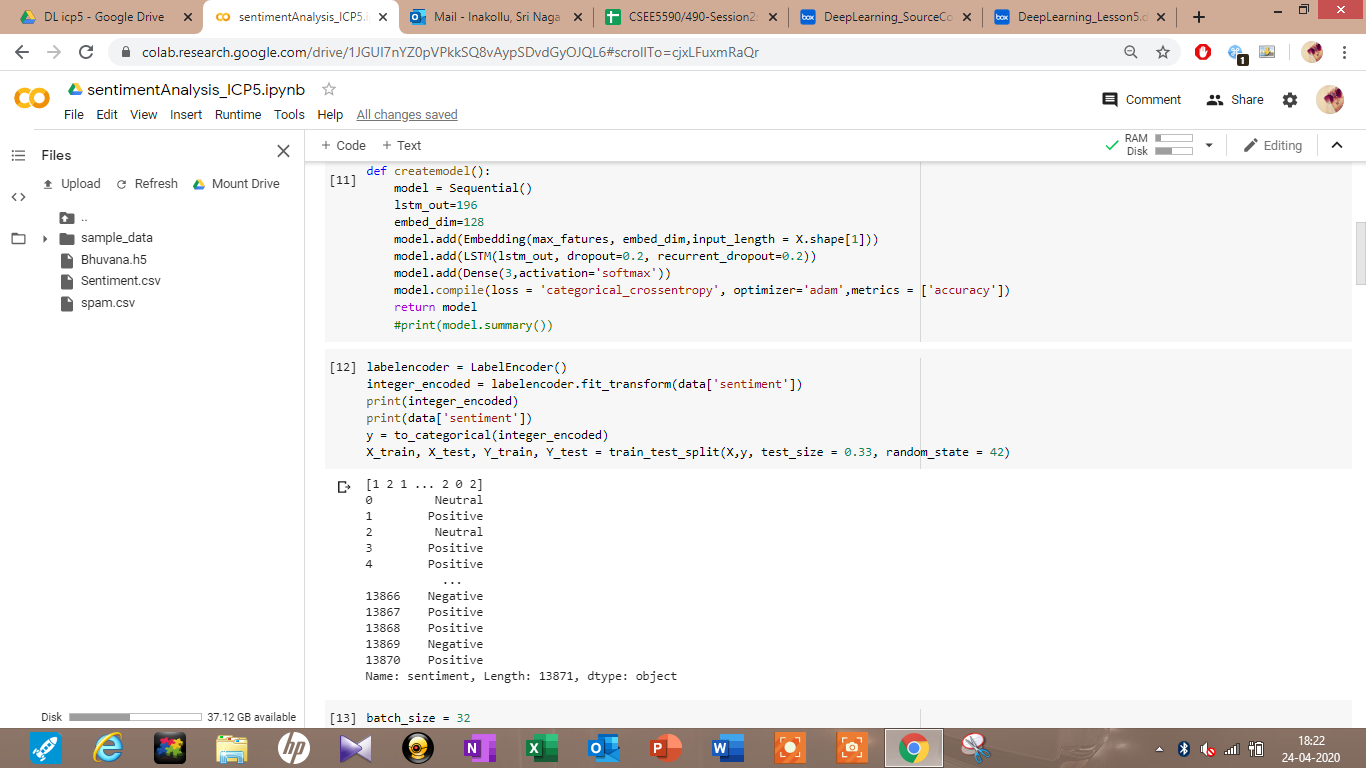 DL icp5 - Google Drive
sentimentAnalysis_ICP5.ipynb
Mail - Inakollu, Sri Naga
CSEE5590/490-Session2
DeepLearning_SourceCo
DeepLearning_Lesson5.
colab.research.google.com/drive/1JGUI7nYZ0pVPkkSQ8vAypSDvdGyOJQL6#scrollTo=cjxLFuxmRaQr
1
sentimentAnalysis_ICP5.ipynb
Comment
Share
File Edit View Insert Runtime Tools Help All changes saved
Files
+ Code + Text
RAM
Disk
Editing
Upload Refresh Mount Drive
..
sample_data
Bhuvana.h5
Sentiment.csv
spam.csv
Disk 37.12 GB available
[11] def createmodel():
model = Sequential()
lstm_out=196
embed_dim=128
model.add(Embedding(max_fatures, embed_dim,input_length = X.shape[1]))
model.add(LSTM(lstm_out, dropout=0.2, recurrent_dropout=0.2))
model.add(Dense(3,activation='softmax'))
model.compile(loss = 'categorical_crossentropy', optimizer='adam',metrics = ['accuracy'])
return model
#print(model.summary())
[12] labelencoder = LabelEncoder()
integer_encoded = labelencoder.fit_transform(data['sentiment'])
print(integer_encoded)
print(data['sentiment'])
y = to_categorical(integer_encoded)
X_train, X_test, Y_train, Y_test = train_test_split(X,y, test_size = 0.33, random_state = 42)
[1 2 1 ... 2 0 2]
0 Neutral
1 Positive
2 Neutral
3 Positive
4 Positive
...
13866 Negative
13867 Positive
13868 Positive
13869 Negative
13870 Positive
Name: sentiment, Length: 13871, dtype: object
[13] batch_size = 32
18:22
24-04-2020